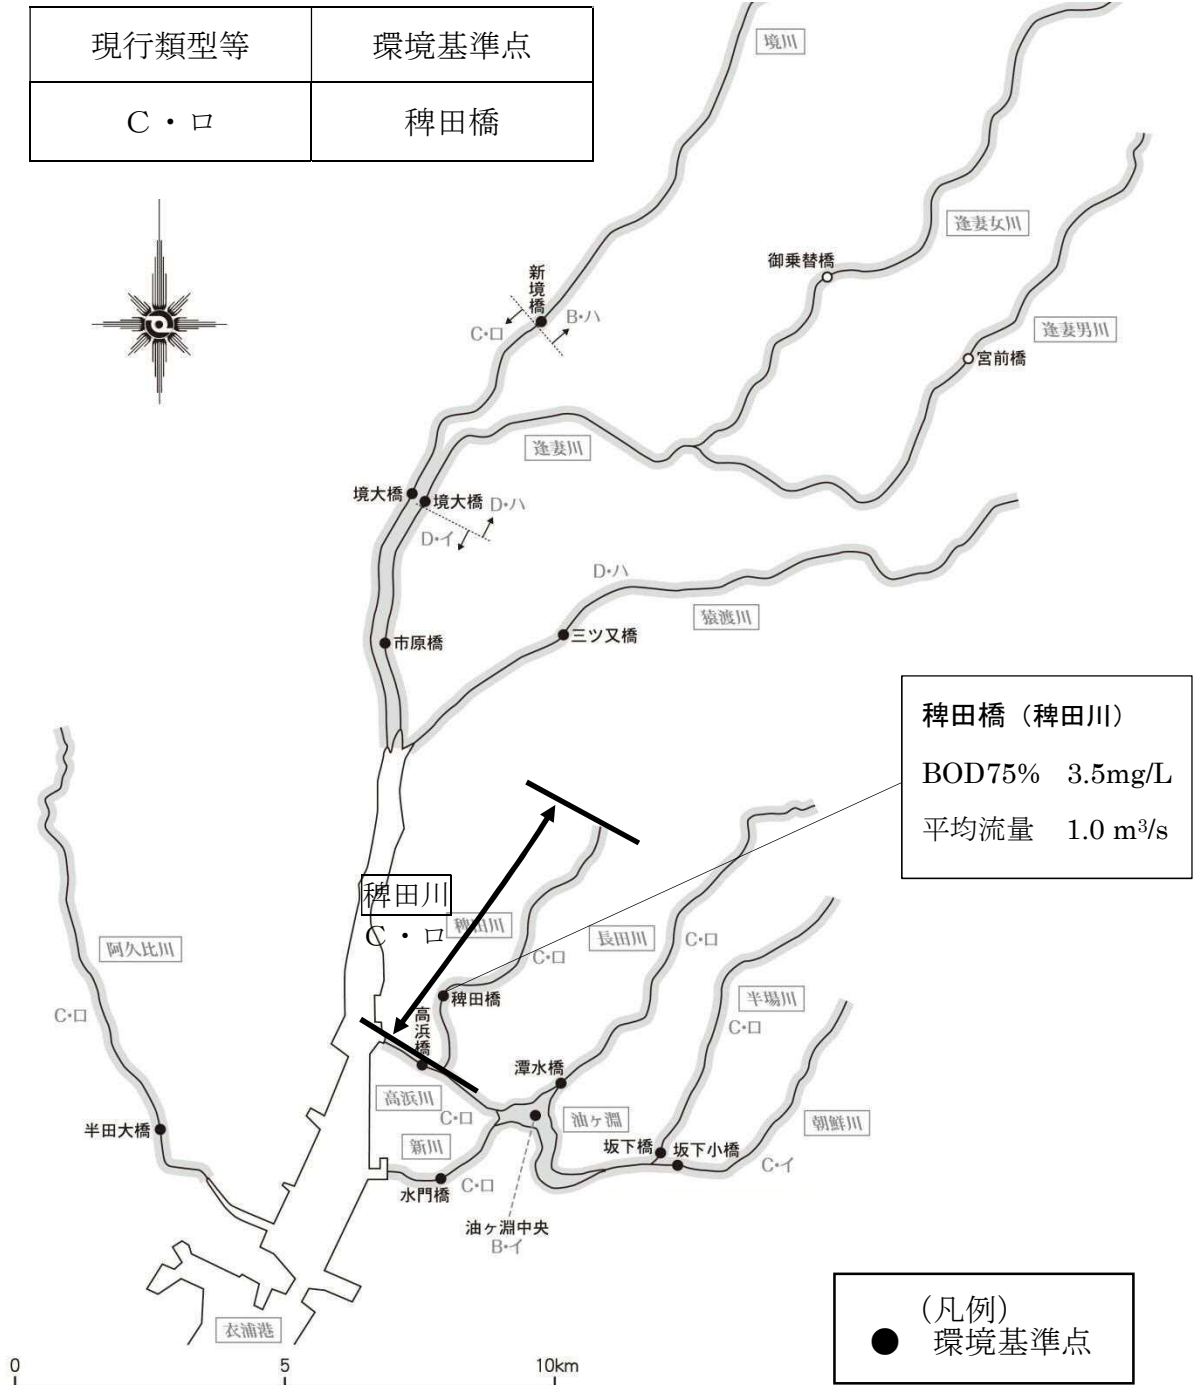 現行類型等 環境基準点
C・ロ 稗田橋
境川
逢妻女川
御乗替橋
新境橋
B・ハ
C・ロ
逢妻男川
宮前橋
逢妻川
境大橋
境大橋
D・ハ
D・イ
D・ハ
猿渡川
市原橋
三ツ又橋
稗田橋（稗田川）
BOD75% 3.5mg/L
平均流量 1.0 m³/s
稗田川
C・ロ
稗田川
C・ロ
長田川
C・ロ
阿久比川
C・ロ
稗田橋
半場川
C・ロ
高浜橋
潭水橋
高浜川
C・ロ
油ヶ淵
朝鮮川
半田大橋
新川
坂下橋
坂下小橋
C・イ
水門橋
C・ロ
油ヶ淵中央
B・イ
衣浦港
（凡例）
● 環境基準点
0 5 10km